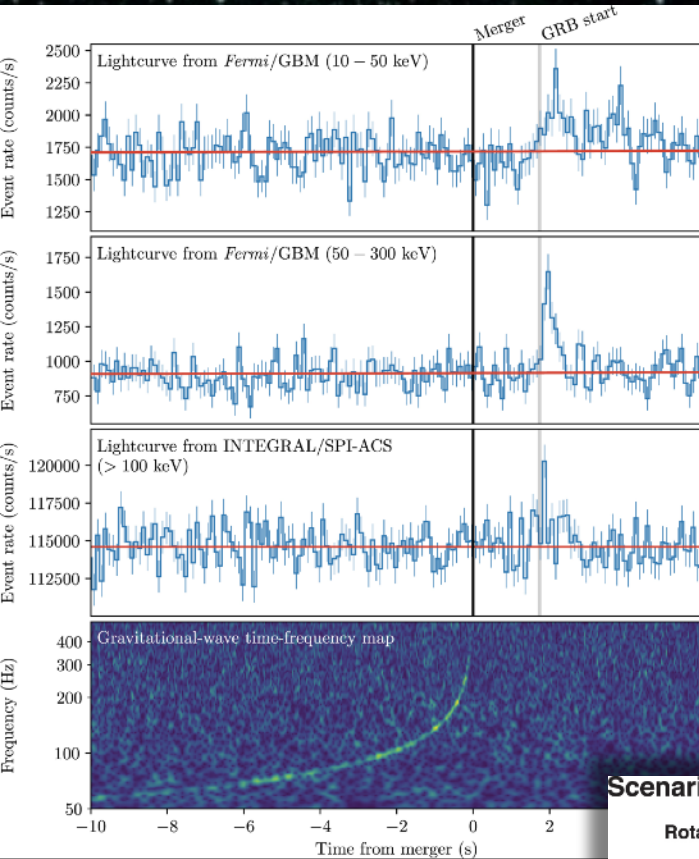 Merger
GRB start
Lightcurve from Fermi/GBM (10 − 50 keV)
Event rate (counts/s)
2500
2250
2000
1750
1500
1250
Lightcurve from Fermi/GBM (50 − 300 keV)
Event rate (counts/s)
1750
1500
1250
1000
750
Lightcurve from INTEGRAL/SPI-ACS
(> 100 keV)
Event rate (counts/s)
120000
117500
115000
112500
Gravitational-wave time-frequency map
Frequency (Hz)
400
300
200
100
50
−10 −8 −6 −4 −2 0 2
Time from merger (s)
Scenari
Rota